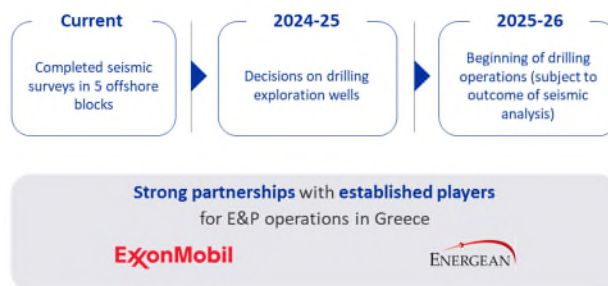 Current
Completed seismic
surveys in 5 offshore
blocks
2024-25
Decisions on drilling
exploration wells
2025-26
Beginning of drilling
operations (subject to
outcome of seismic
analysis)
Strong partnerships with established players
for E&P operations in Greece
ExxonMobil
ENERGEAN